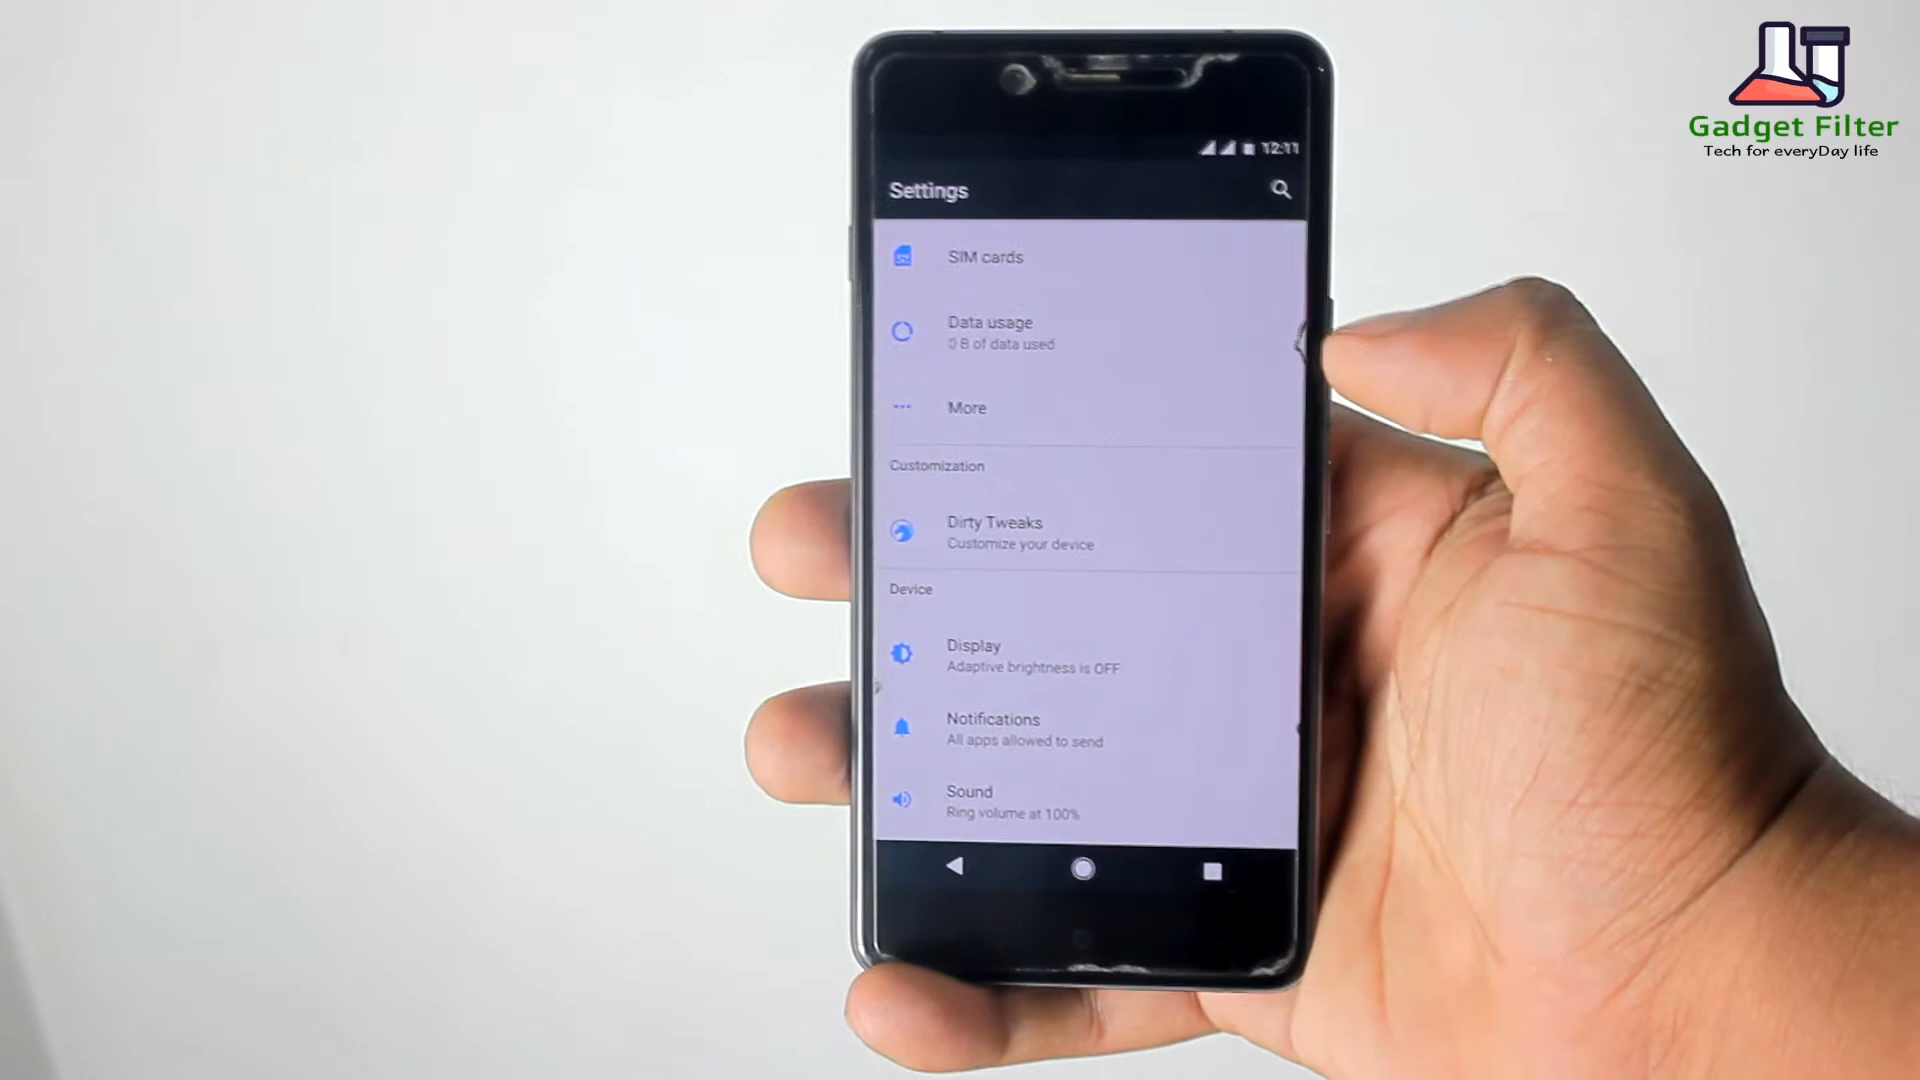 Gadget Filter
Tech for everyDay life
12:11
Settings
SIM cards
Data usage
0 B of data used
More
Customization
Dirty Tweaks
Customize your device
Device
Display
Adaptive brightness is OFF
Notifications
All apps allowed to send
Sound
Ring volume at 100%